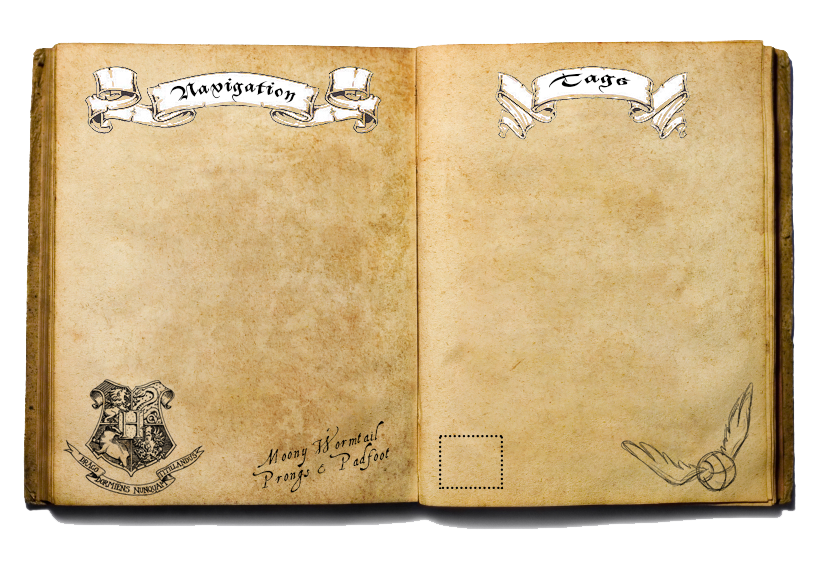 Navigation
Tags
H
DRACO DORMIENS NUNQUAM TITILLANDUS
Moony Wormtail
Prongs & Padfoot